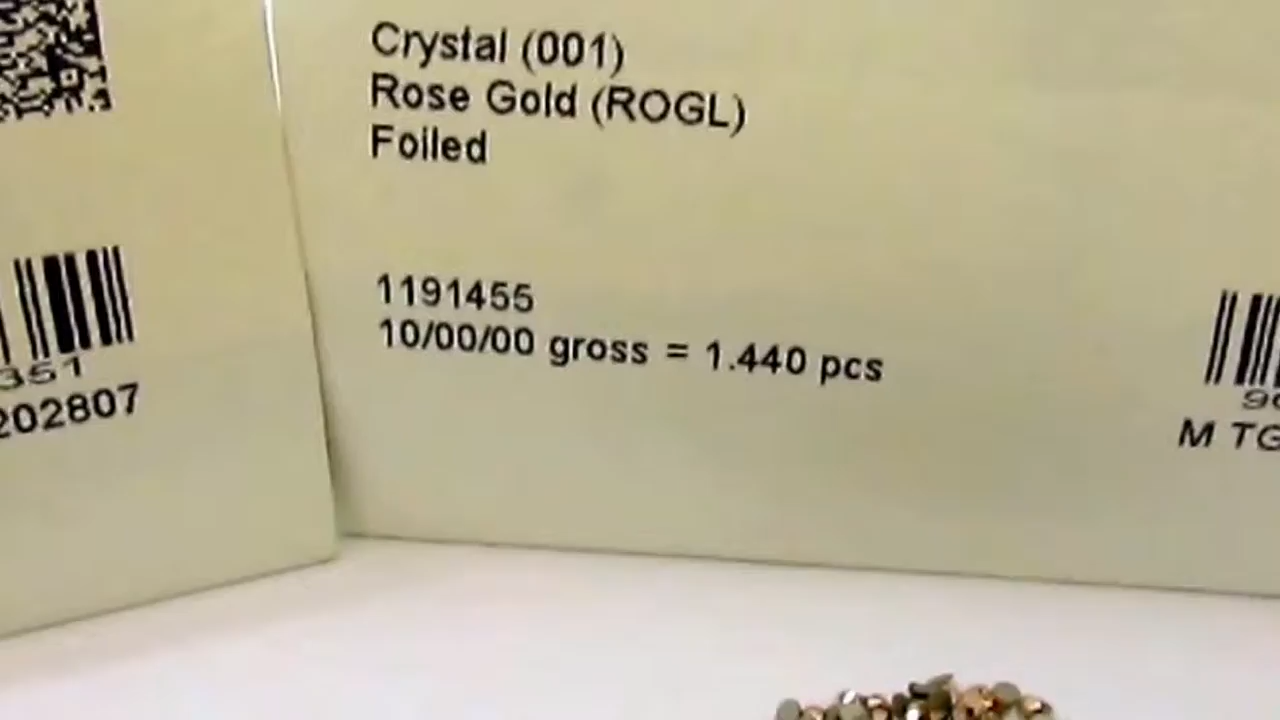 Crystal (001)
Rose Gold (ROGL)
Foiled
1191455
10/00/00 gross = 1.440 pcs
351
202807
M TG